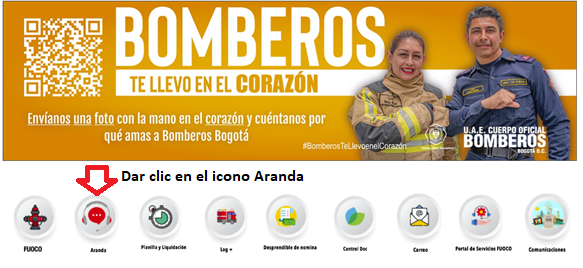 BOMBEROS
TE LLEVO EN EL CORAZÓN
Envíanos una foto con la mano en el corazón y cuéntanos por
qué amas a Bomberos Bogotá
#BomberosTeLlevoenelCorazón
U.A.E. CUERPO OFICIAL
BOMBEROS
BOGOTÁ D.C.
Dar clic en el icono Aranda
FUOCO
Aranda
Planilla y Liquidación
Log +
Desprendible de nomina
Control Doc
Correo
Portal de Servicios FUOCO
Comunicaciones